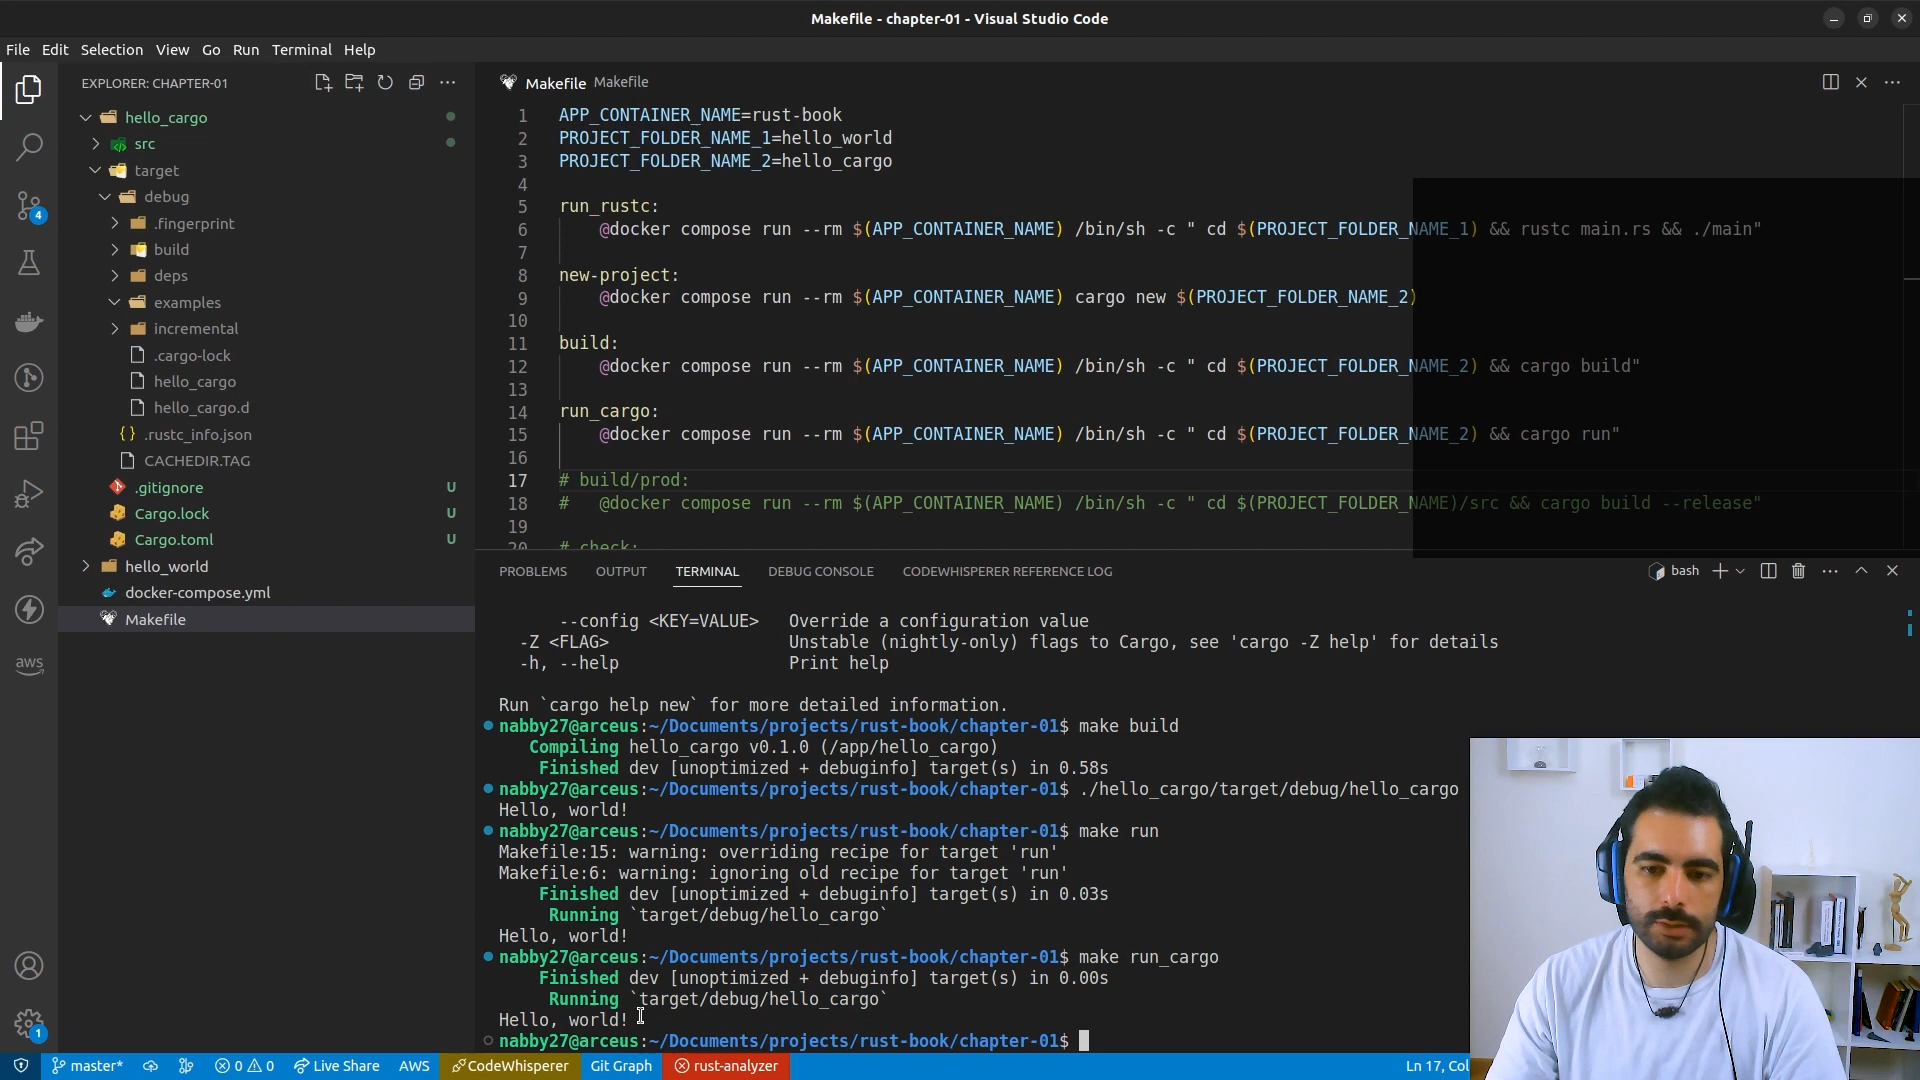 Makefile - chapter-01 - Visual Studio Code
File Edit Selection View Go Run Terminal Help
EXPLORER: CHAPTER-01
hello_cargo
src
target
debug
.fingerprint
build
deps
examples
incremental
.cargo-lock
hello_cargo
hello_cargo.d
{} .rustc_info.json
CACHEDIR.TAG
.gitignore U
Cargo.lock U
Cargo.toml U
hello_world
docker-compose.yml
Makefile
4
aws
1
Makefile Makefile
1 APP_CONTAINER_NAME=rust-book
2 PROJECT_FOLDER_NAME_1=hello_world
3 PROJECT_FOLDER_NAME_2=hello_cargo
4
5 run_rustc:
6 @docker compose run --rm $(APP_CONTAINER_NAME) /bin/sh -c " cd $(PROJECT_FOLDER_NAME_1) && rustc main.rs && ./main"
7
8 new-project:
9 @docker compose run --rm $(APP_CONTAINER_NAME) cargo new $(PROJECT_FOLDER_NAME_2)
10
11 build:
12 @docker compose run --rm $(APP_CONTAINER_NAME) /bin/sh -c " cd $(PROJECT_FOLDER_NAME_2) && cargo build"
13
14 run_cargo:
15 @docker compose run --rm $(APP_CONTAINER_NAME) /bin/sh -c " cd $(PROJECT_FOLDER_NAME_2) && cargo run"
16
17 # build/prod:
18 # @docker compose run --rm $(APP_CONTAINER_NAME) /bin/sh -c " cd $(PROJECT_FOLDER_NAME)/src && cargo build --release"
19
20 # check:
PROBLEMS OUTPUT TERMINAL DEBUG CONSOLE CODEWHISPERER REFERENCE LOG bash
--config <KEY=VALUE> Override a configuration value
-Z <FLAG> Unstable (nightly-only) flags to Cargo, see 'cargo -Z help' for details
-h, --help Print help
Run `cargo help new` for more detailed information.
nabby27@arceus:~/Documents/projects/rust-book/chapter-01$ make build
Compiling hello_cargo v0.1.0 (/app/hello_cargo)
Finished dev [unoptimized + debuginfo] target(s) in 0.58s
nabby27@arceus:~/Documents/projects/rust-book/chapter-01$ ./hello_cargo/target/debug/hello_cargo
Hello, world!
nabby27@arceus:~/Documents/projects/rust-book/chapter-01$ make run
Makefile:15: warning: overriding recipe for target 'run'
Makefile:6: warning: ignoring old recipe for target 'run'
Finished dev [unoptimized + debuginfo] target(s) in 0.03s
Running `target/debug/hello_cargo`
Hello, world!
nabby27@arceus:~/Documents/projects/rust-book/chapter-01$ make run_cargo
Finished dev [unoptimized + debuginfo] target(s) in 0.00s
Running `target/debug/hello_cargo`
Hello, world!
nabby27@arceus:~/Documents/projects/rust-book/chapter-01$
master* 0 0 Live Share AWS CodeWhisperer Git Graph rust-analyzer Ln 17, Col